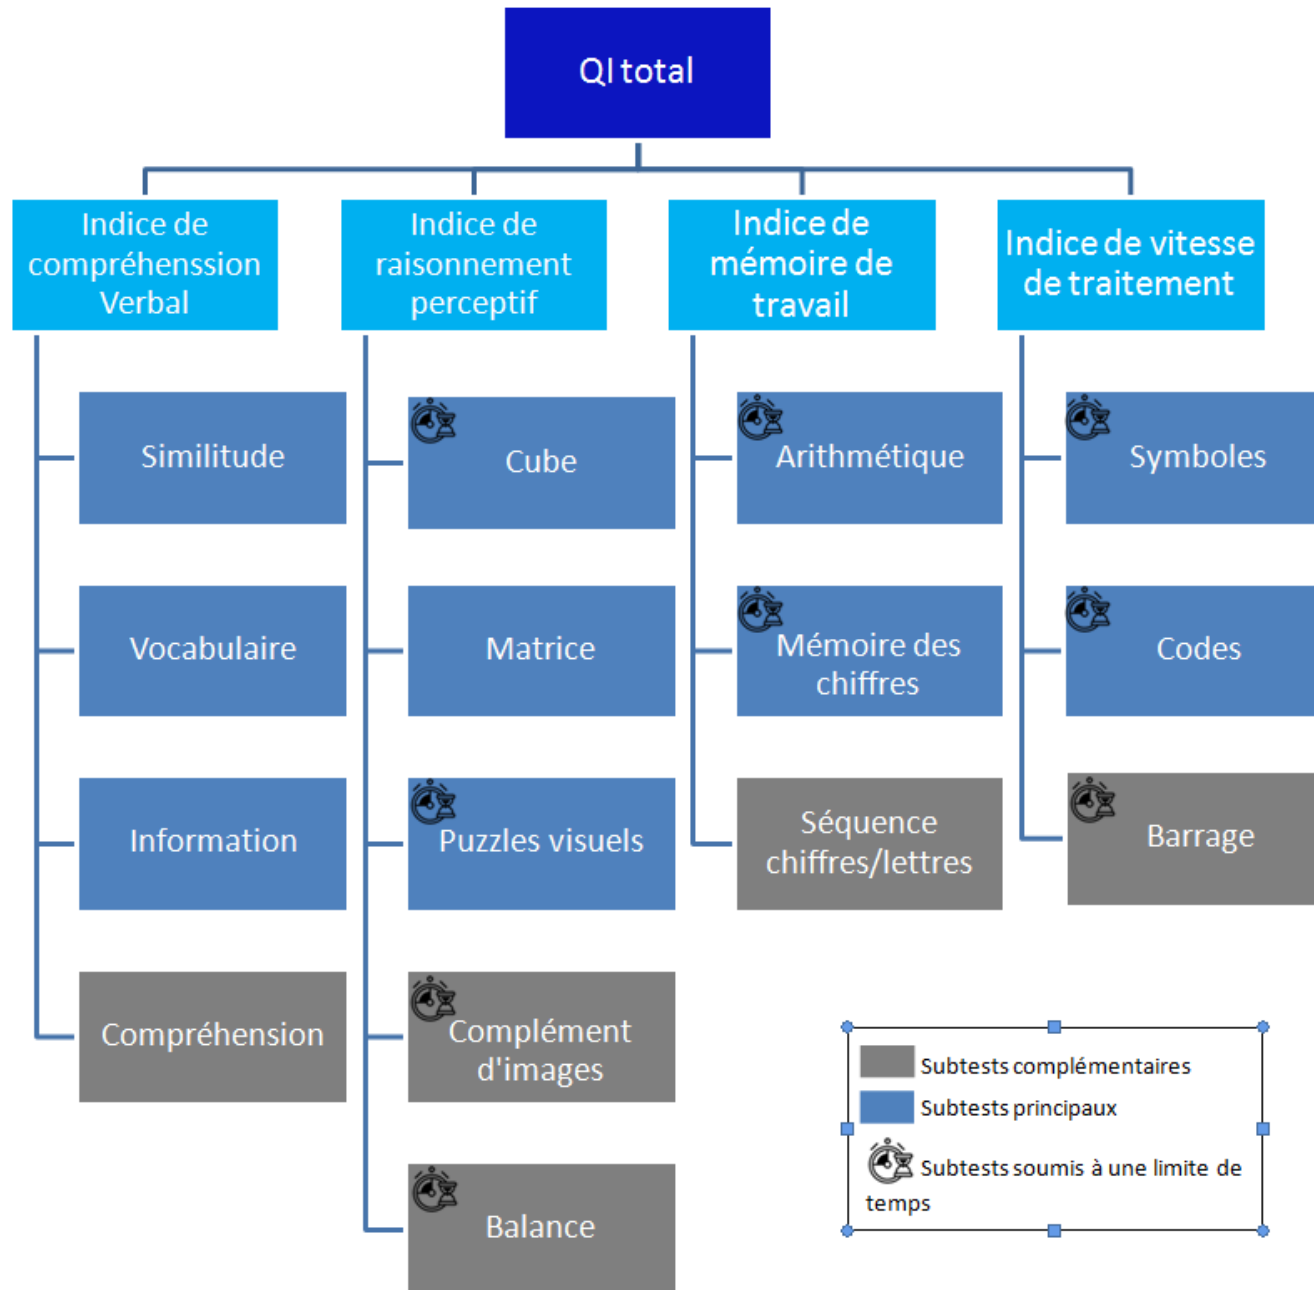 QI total
Indice de
compréhenssion
Verbal
Indice de
raisonnement
perceptif
Indice de
mémoire de
travail
Indice de vitesse
de traitement
Similitude
Cube
Arithmétique
Symboles
Vocabulaire
Matrice
Mémoire des
chiffres
Codes
Information
Puzzles visuels
Séquence
chiffres/lettres
Barrage
Compréhension
Complément
d'images
Balance
Subtests complémentaires
Subtests principaux
Subtests soumis à une limite de
temps